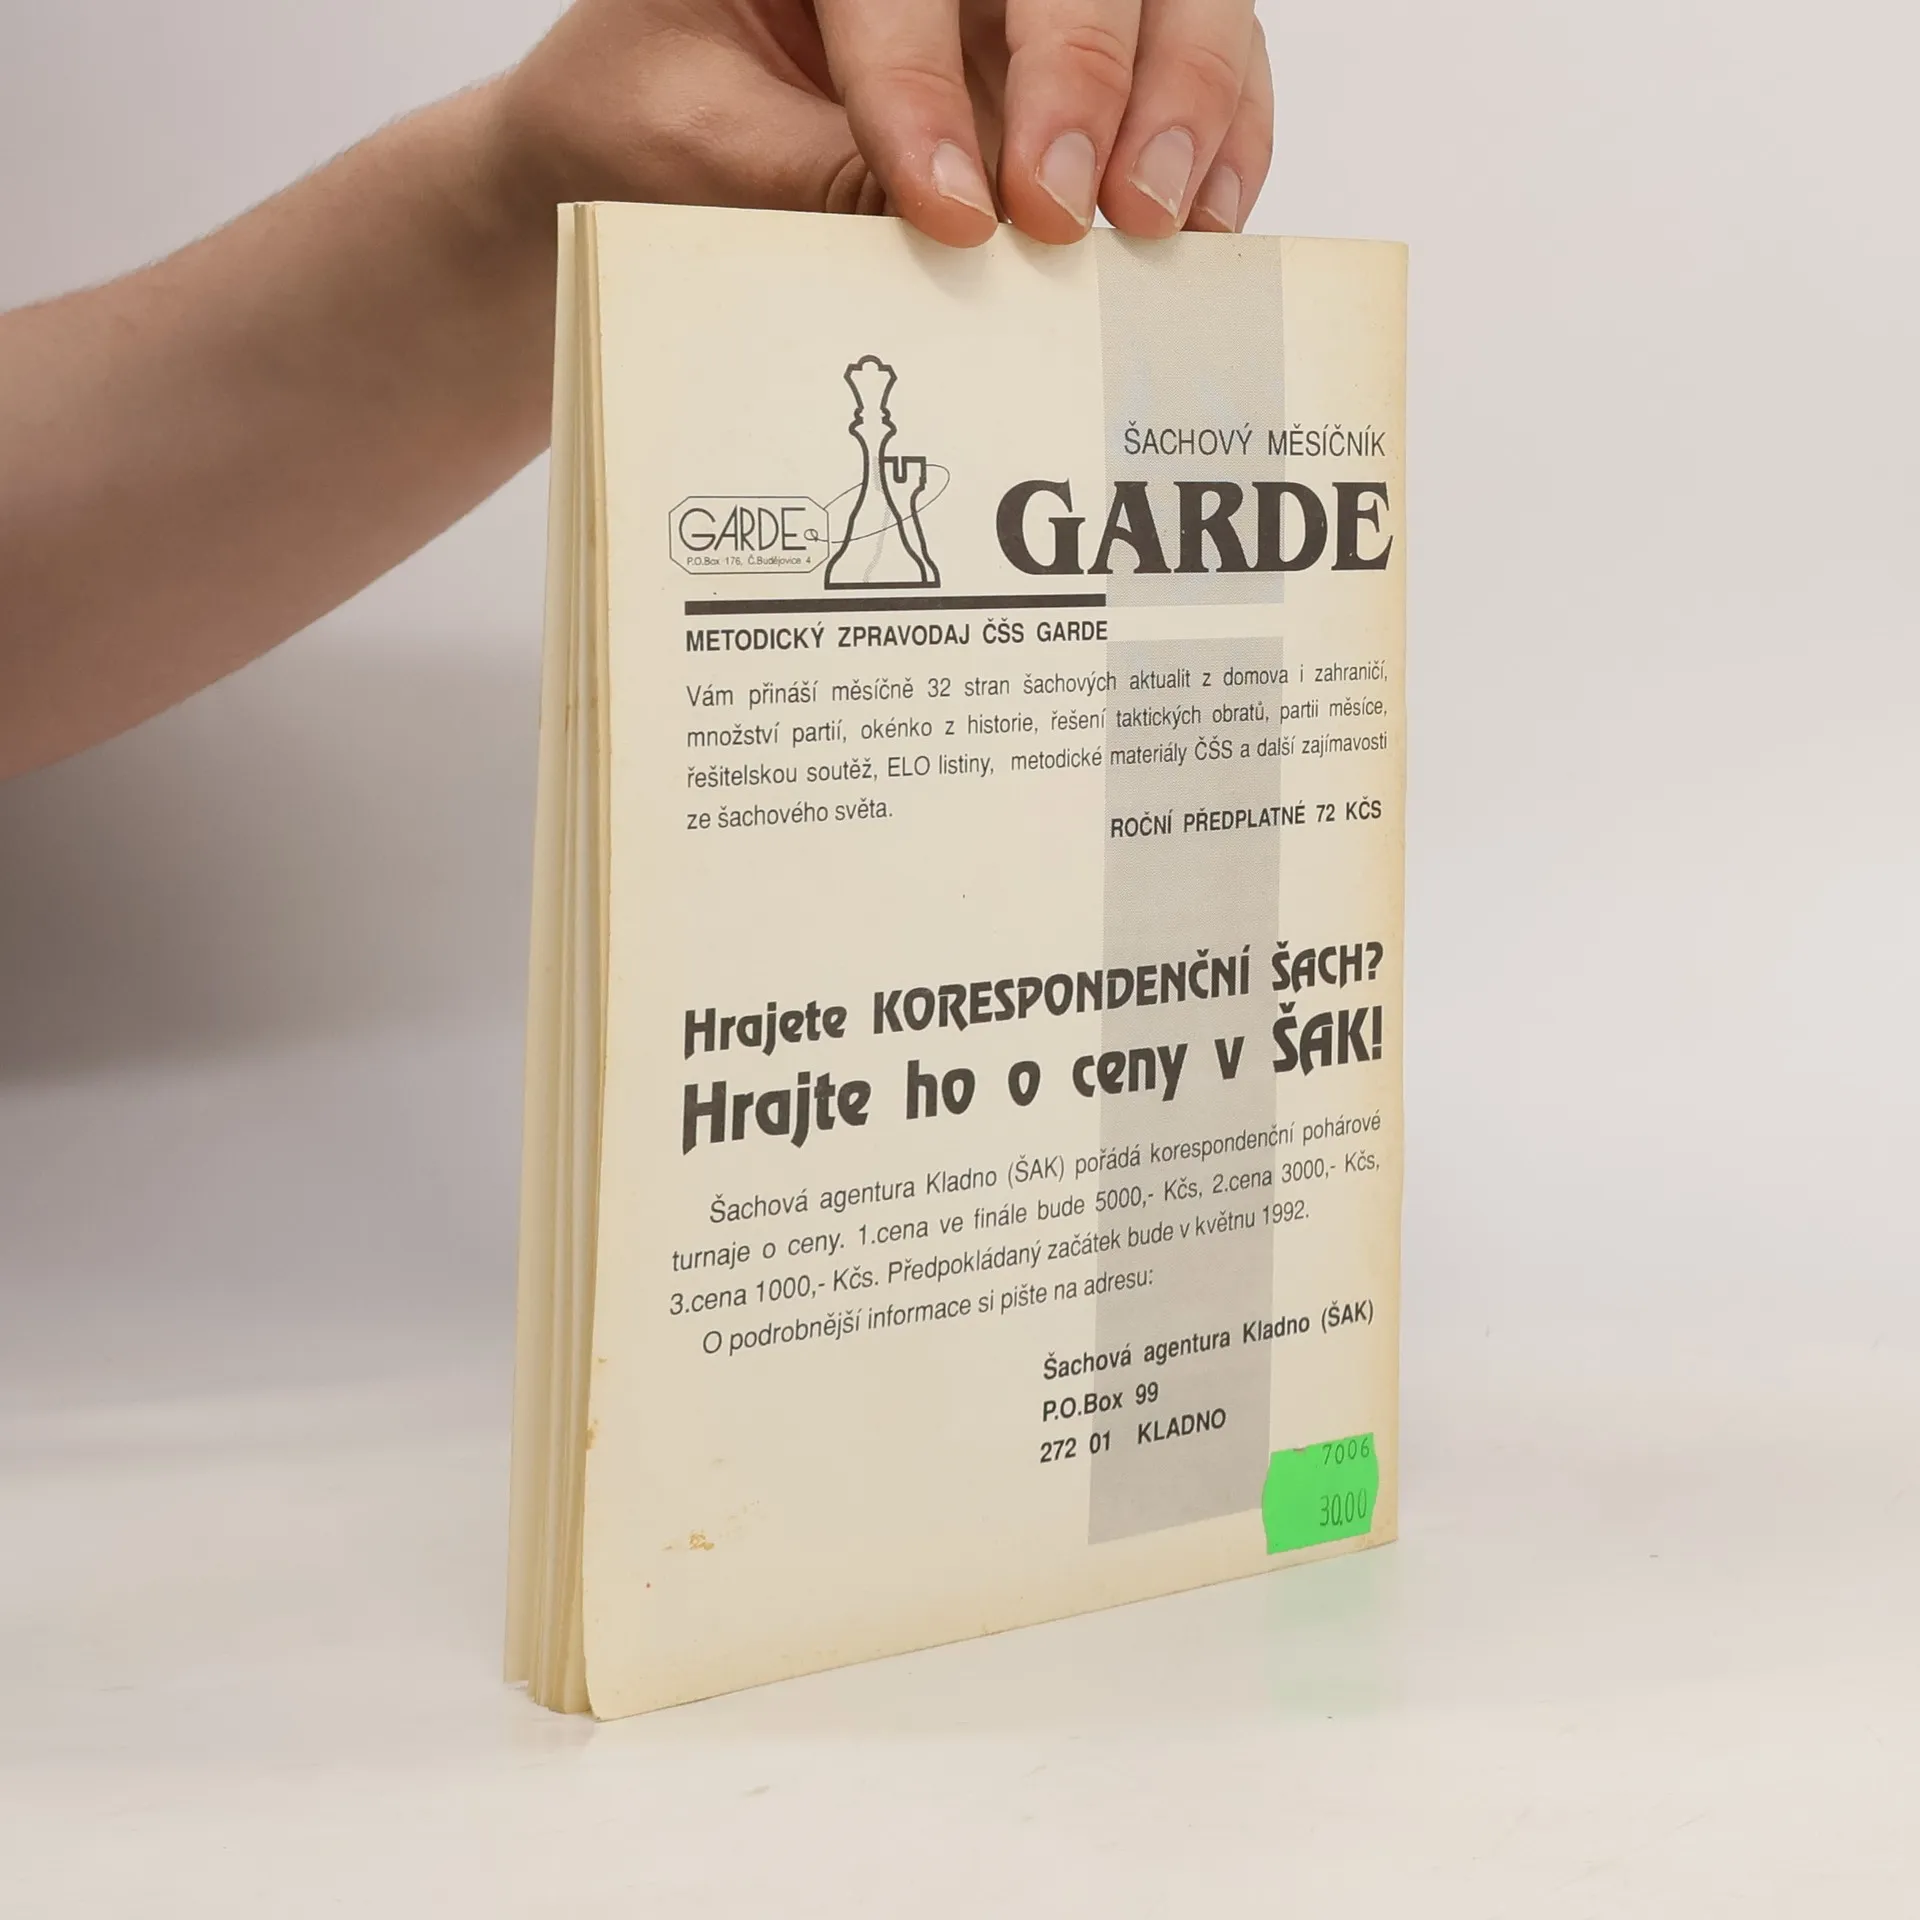 ŠACHOVÝ MĚSÍČNÍK
GARDE
GARDE
P.O.Box 176, Č.Budějovice 4
METODICKÝ ZPRAVODAJ ČŠS GARDE
Vám přináší měsíčně 32 stran šachových aktualit z domova i zahraničí,
množství partií, okénko z historie, řešení taktických obratů, partii měsíce,
řešitelskou soutěž, ELO listiny, metodické materiály ČŠS a další zajímavosti
ze šachového světa.
ROČNÍ PŘEDPLATNÉ 72 KČS
Hrajete KORESPONDENČNÍ ŠACH?
Hrajte ho o ceny v ŠAK!
Šachová agentura Kladno (ŠAK) pořádá korespondenční pohárové
turnaje o ceny. 1.cena ve finále bude 5000,- Kčs, 2.cena 3000,- Kčs,
3.cena 1000,- Kčs. Předpokládaný začátek bude v květnu 1992.
O podrobnější informace si pište na adresu:
Šachová agentura Kladno (ŠAK)
P.O.Box 99
272 01 KLADNO
7006
30,00